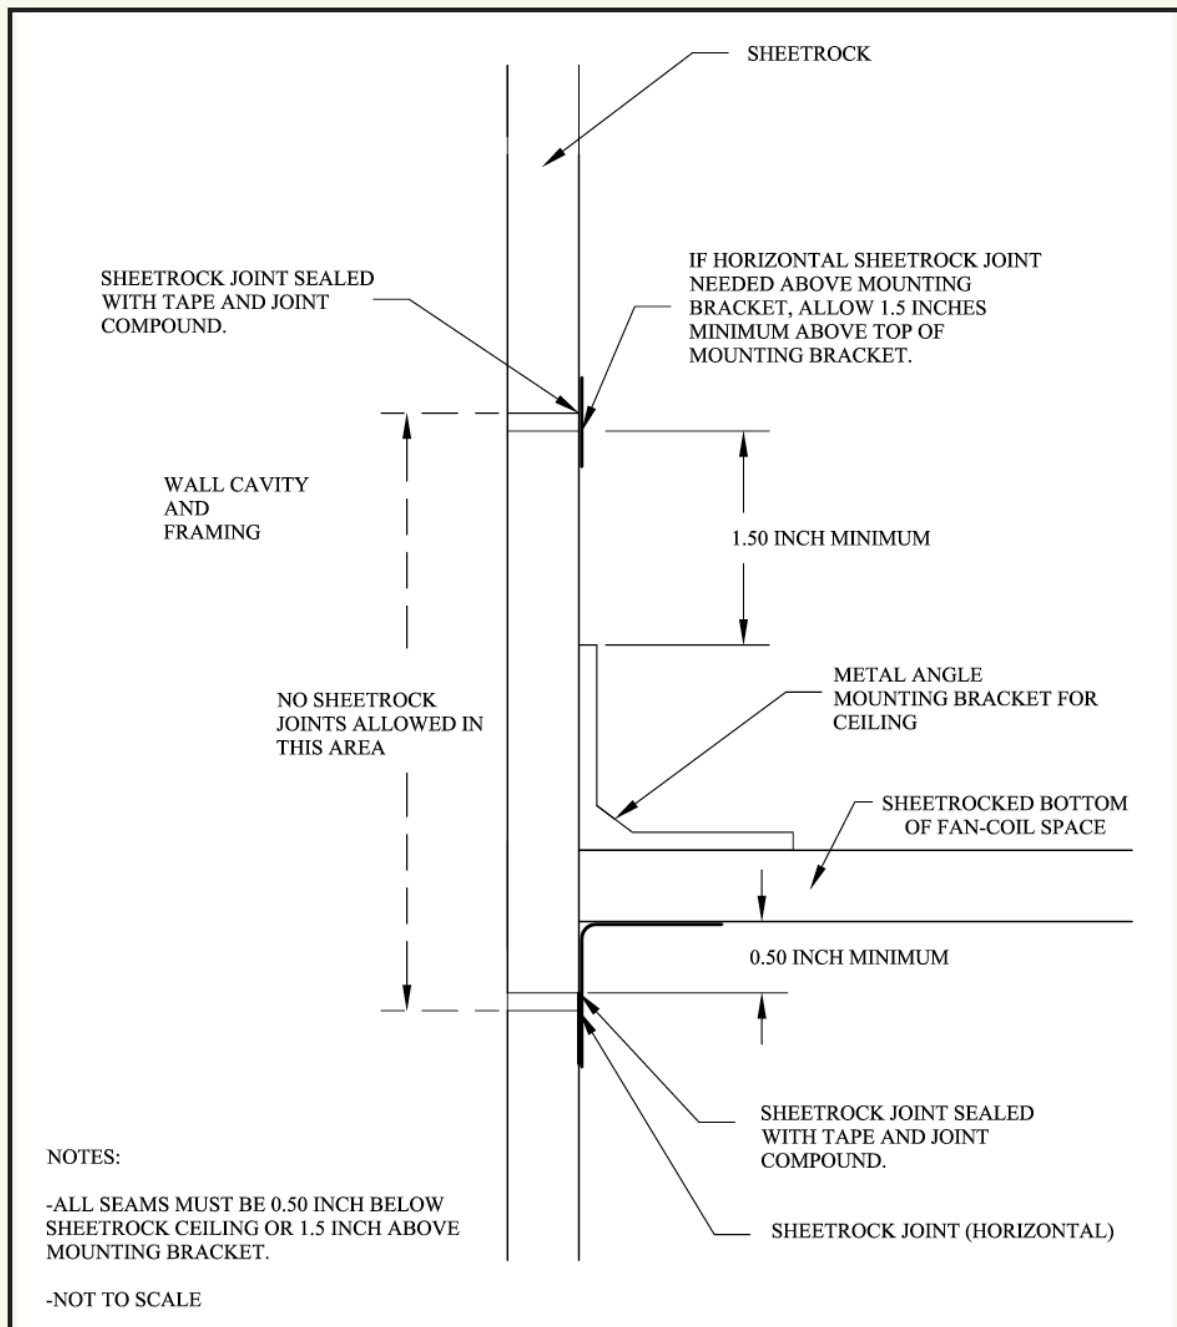 SHEETROCK
SHEETROCK JOINT SEALED
WITH TAPE AND JOINT
COMPOUND.
IF HORIZONTAL SHEETROCK JOINT
NEEDED ABOVE MOUNTING
BRACKET, ALLOW 1.5 INCHES
MINIMUM ABOVE TOP OF
MOUNTING BRACKET.
WALL CAVITY
AND
FRAMING
1.50 INCH MINIMUM
NO SHEETROCK
JOINTS ALLOWED IN
THIS AREA
METAL ANGLE
MOUNTING BRACKET FOR
CEILING
SHEETROCKED BOTTOM
OF FAN-COIL SPACE
0.50 INCH MINIMUM
SHEETROCK JOINT SEALED
WITH TAPE AND JOINT
COMPOUND.
SHEETROCK JOINT (HORIZONTAL)
NOTES:
-ALL SEAMS MUST BE 0.50 INCH BELOW
SHEETROCK CEILING OR 1.5 INCH ABOVE
MOUNTING BRACKET.
-NOT TO SCALE